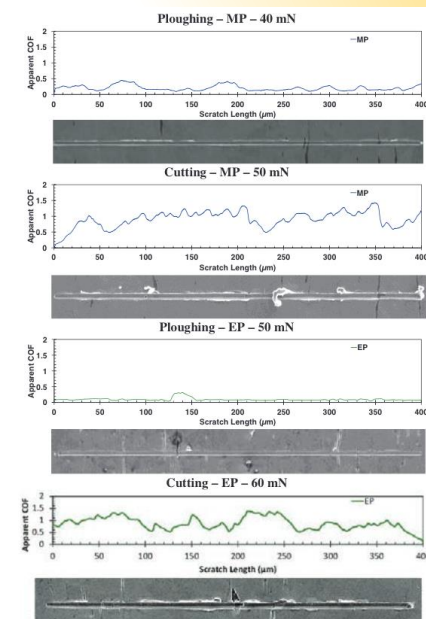 Ploughing – MP – 40 mN
2
1.5
1
0.5
0
Apparent COF
–MP
0 50 100 150 200 250 300 350 400
Scratch Length (µm)
Cutting – MP – 50 mN
2
1.5
1
0.5
0
Apparent COF
–MP
0 50 100 150 200 250 300 350 400
Scratch Length (µm)
Ploughing – EP – 50 mN
2
1.5
1
0.5
0
Apparent COF
–EP
0 50 100 150 200 250 300 350 400
Scratch Length (µm)
Cutting – EP – 60 mN
2
1.5
1
0.5
0
Apparent COF
–EP
0 50 100 150 200 250 300 350 400
Scratch Length (µm)